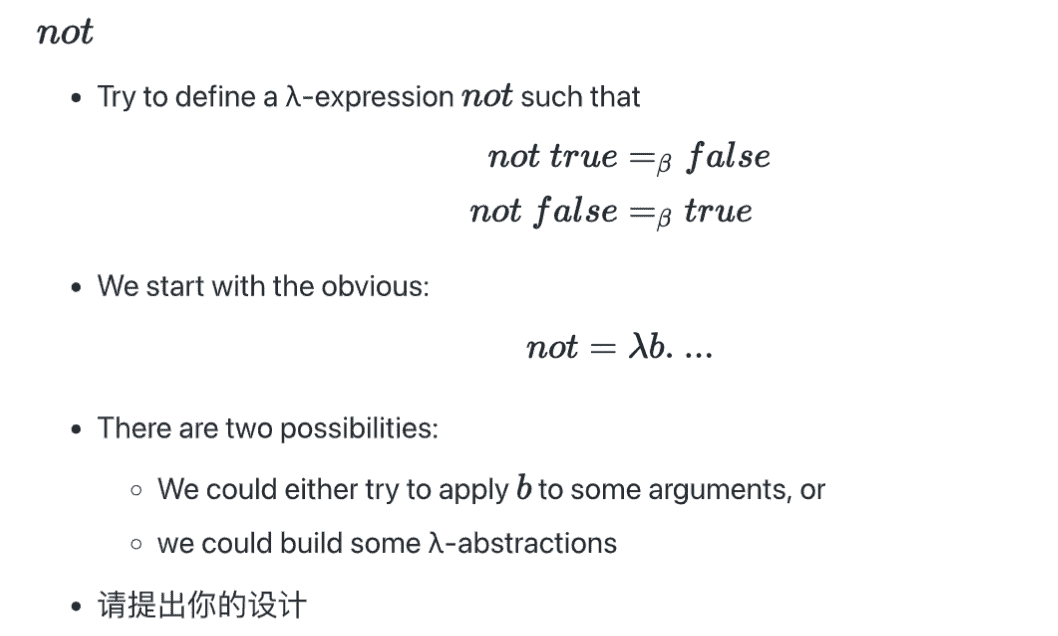 not
• Try to define a λ-expression not such that
not true =β false
not false =β true
• We start with the obvious:
not = λb. ...
• There are two possibilities:
◦ We could either try to apply b to some arguments, or
◦ we could build some λ-abstractions
• 请提出你的设计